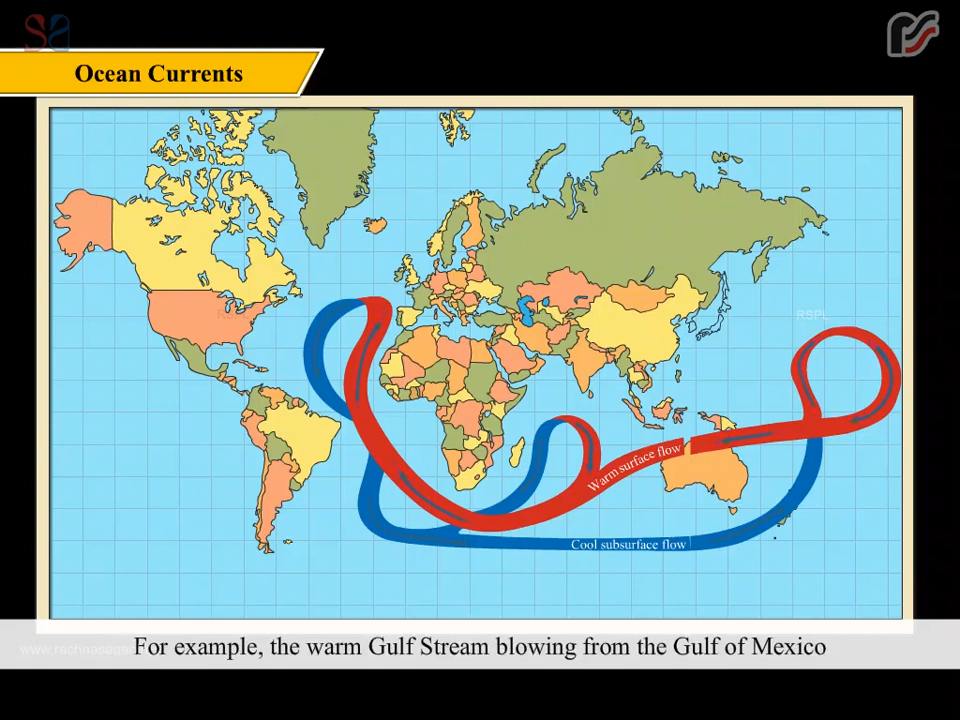 Ocean Currents
RSPL
Warm surface flow
Cool subsurface flow
For example, the warm Gulf Stream blowing from the Gulf of Mexico